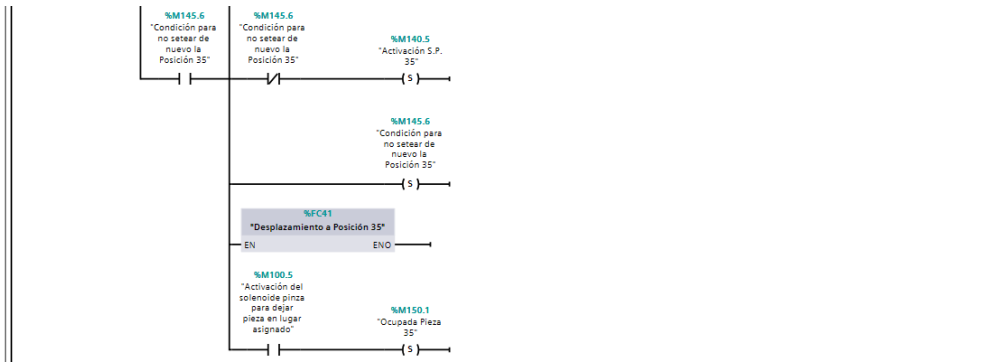 %M145.6
"Condición para
no setear de
nuevo la
Posición 35"
%M145.6
"Condición para
no setear de
nuevo la
Posición 35"
%M140.5
"Activación S.P.
35"
S
%M145.6
"Condición para
no setear de
nuevo la
Posición 35"
S
%FC41
"Desplazamiento a Posición 35"
EN ENO
%M100.5
"Activación del
solenoide pinza
para dejar
pieza en lugar
asignado"
%M150.1
"Ocupada Pieza
35"
S